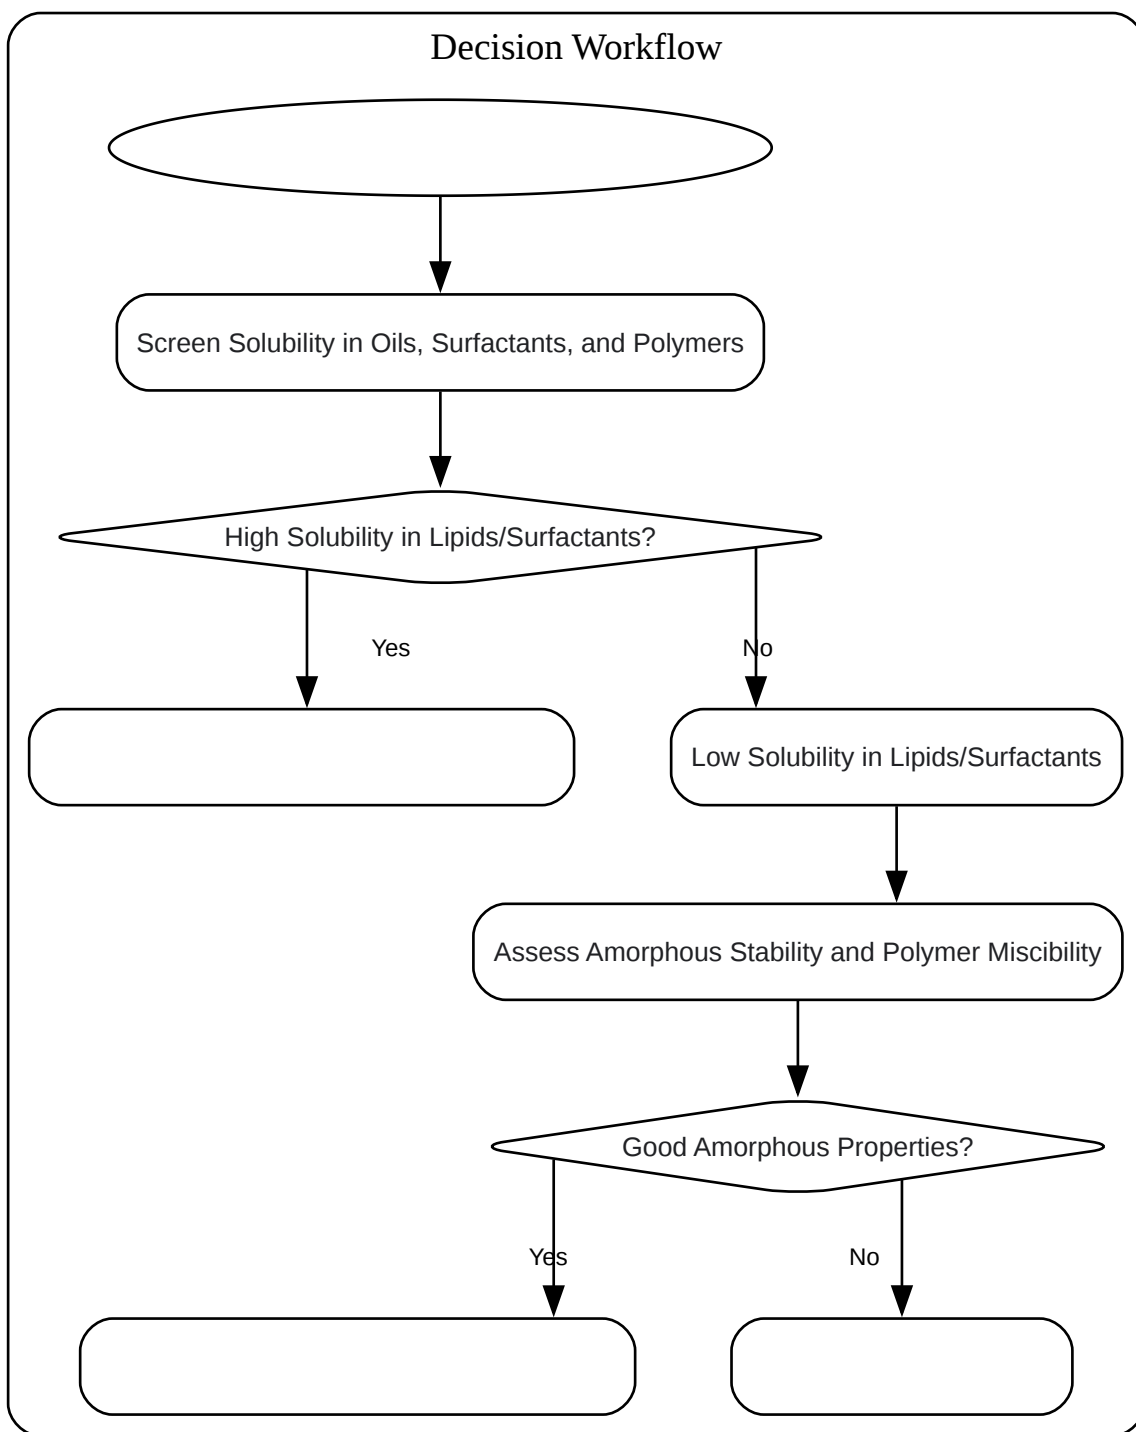 Decision Workflow
Screen Solubility in Oils, Surfactants, and Polymers
High Solubility in Lipids/Surfactants?
Yes
No
Low Solubility in Lipids/Surfactants
Assess Amorphous Stability and Polymer Miscibility
Good Amorphous Properties?
Yes
No